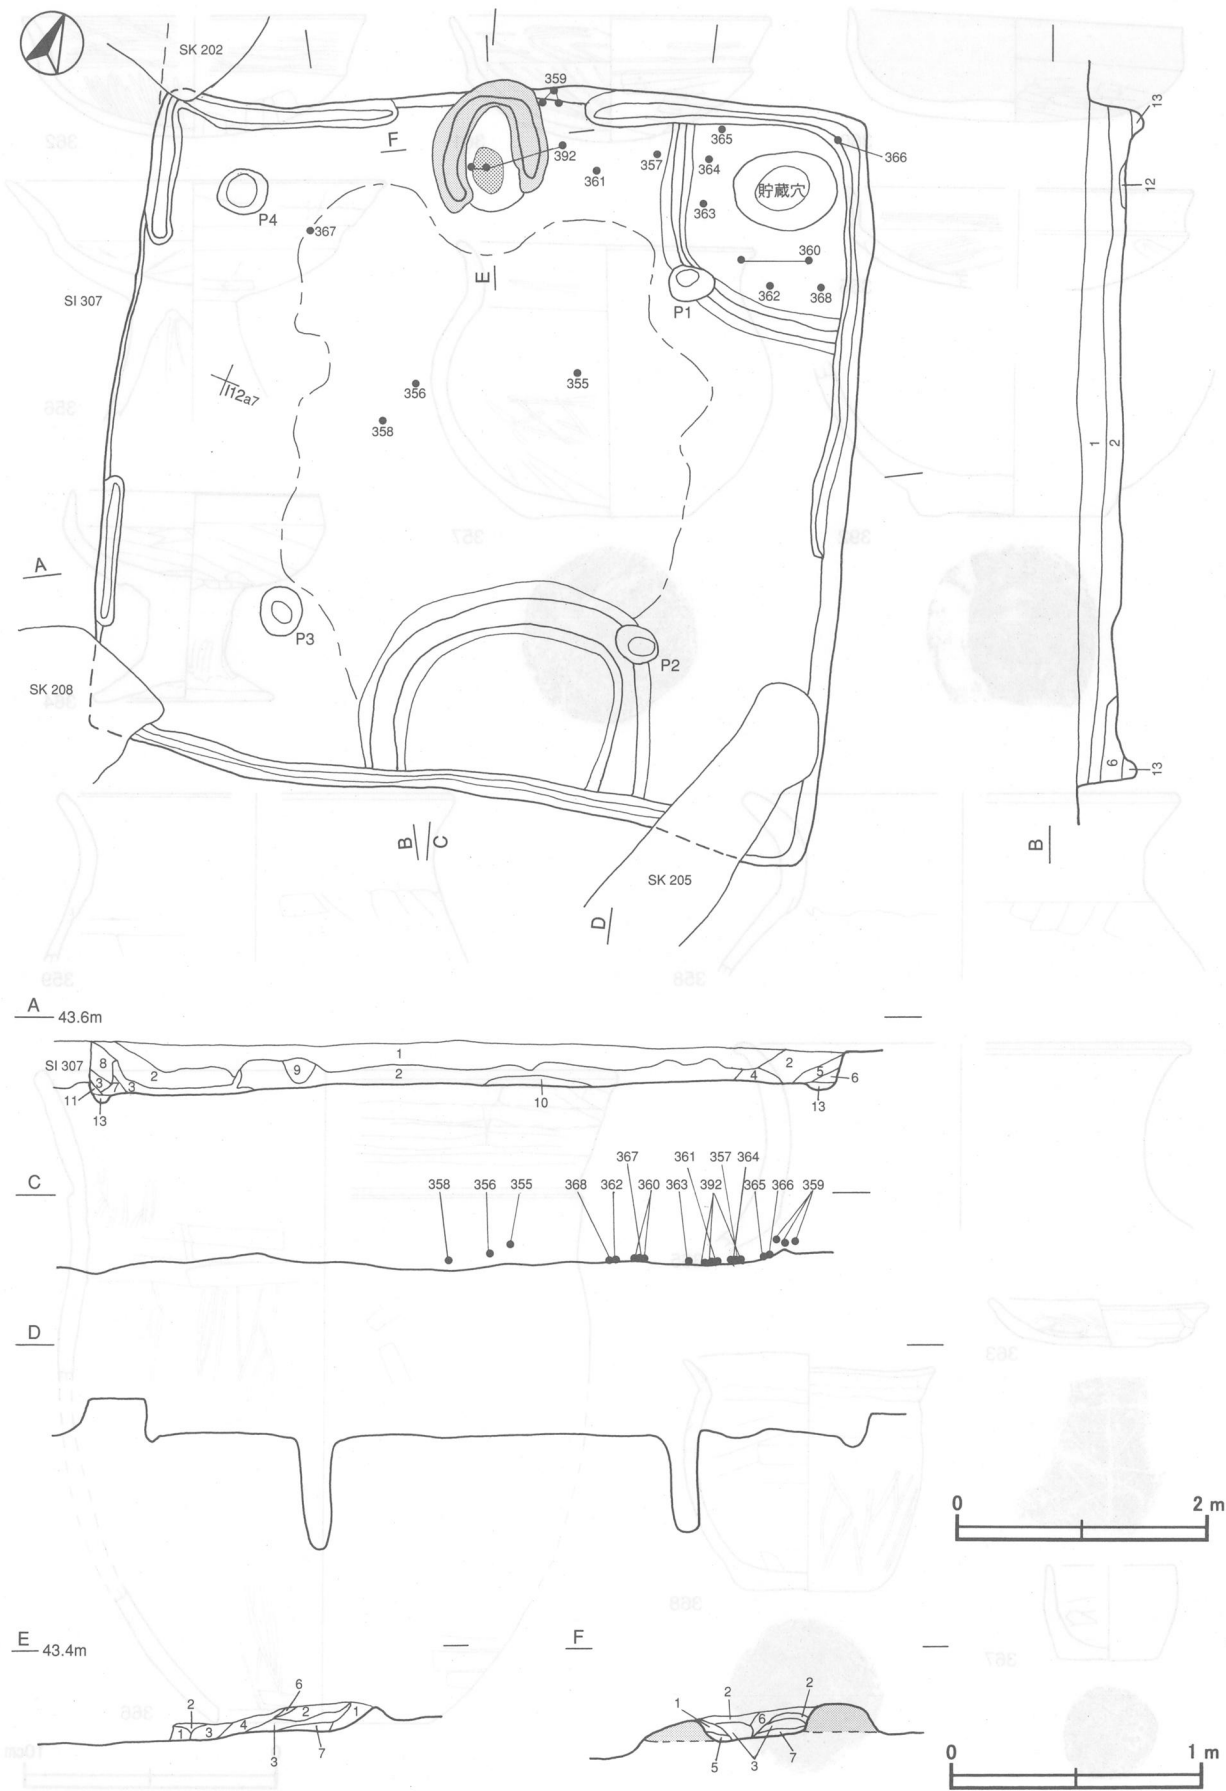 SK 202
359
F
392
365
366
357
364
361
貯蔵穴
P4
363
367
360
E
362
368
P1
SI 307
356
355
I12a7
358
A
P3
P2
SK 208
B
C
SK 205
D
13
12
1
2
6
13
B
A
43.6m
SI 307
8
1
2
9
2
2
5
6
3
7
3
4
11
10
13
13
367
361
357
364
C
358
356
355
368
362
360
363
392
365
366
359
D
0
2 m
E
43.4m
F
6
2
2
1
1
2
2
1
3
4
6
3
7
5
3
7
0
1 m